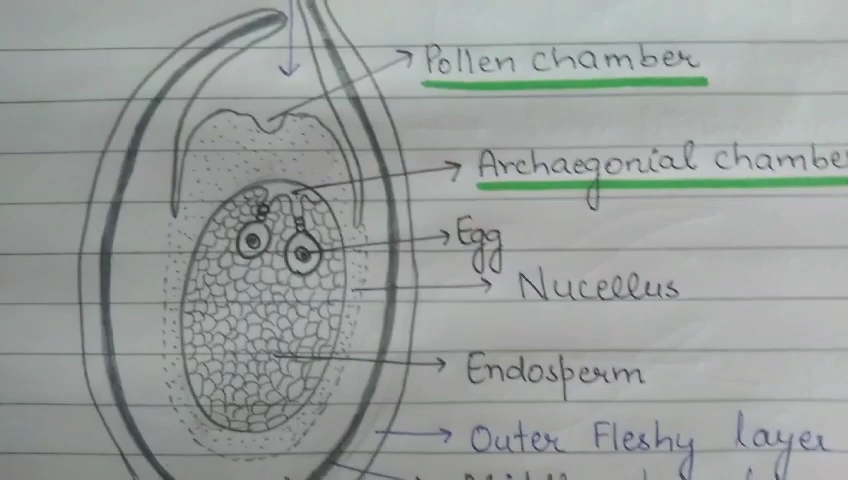 Pollen chamber
Archaegonial chambe
Egg
Nucellus
Endosperm
Outer Fleshy layer